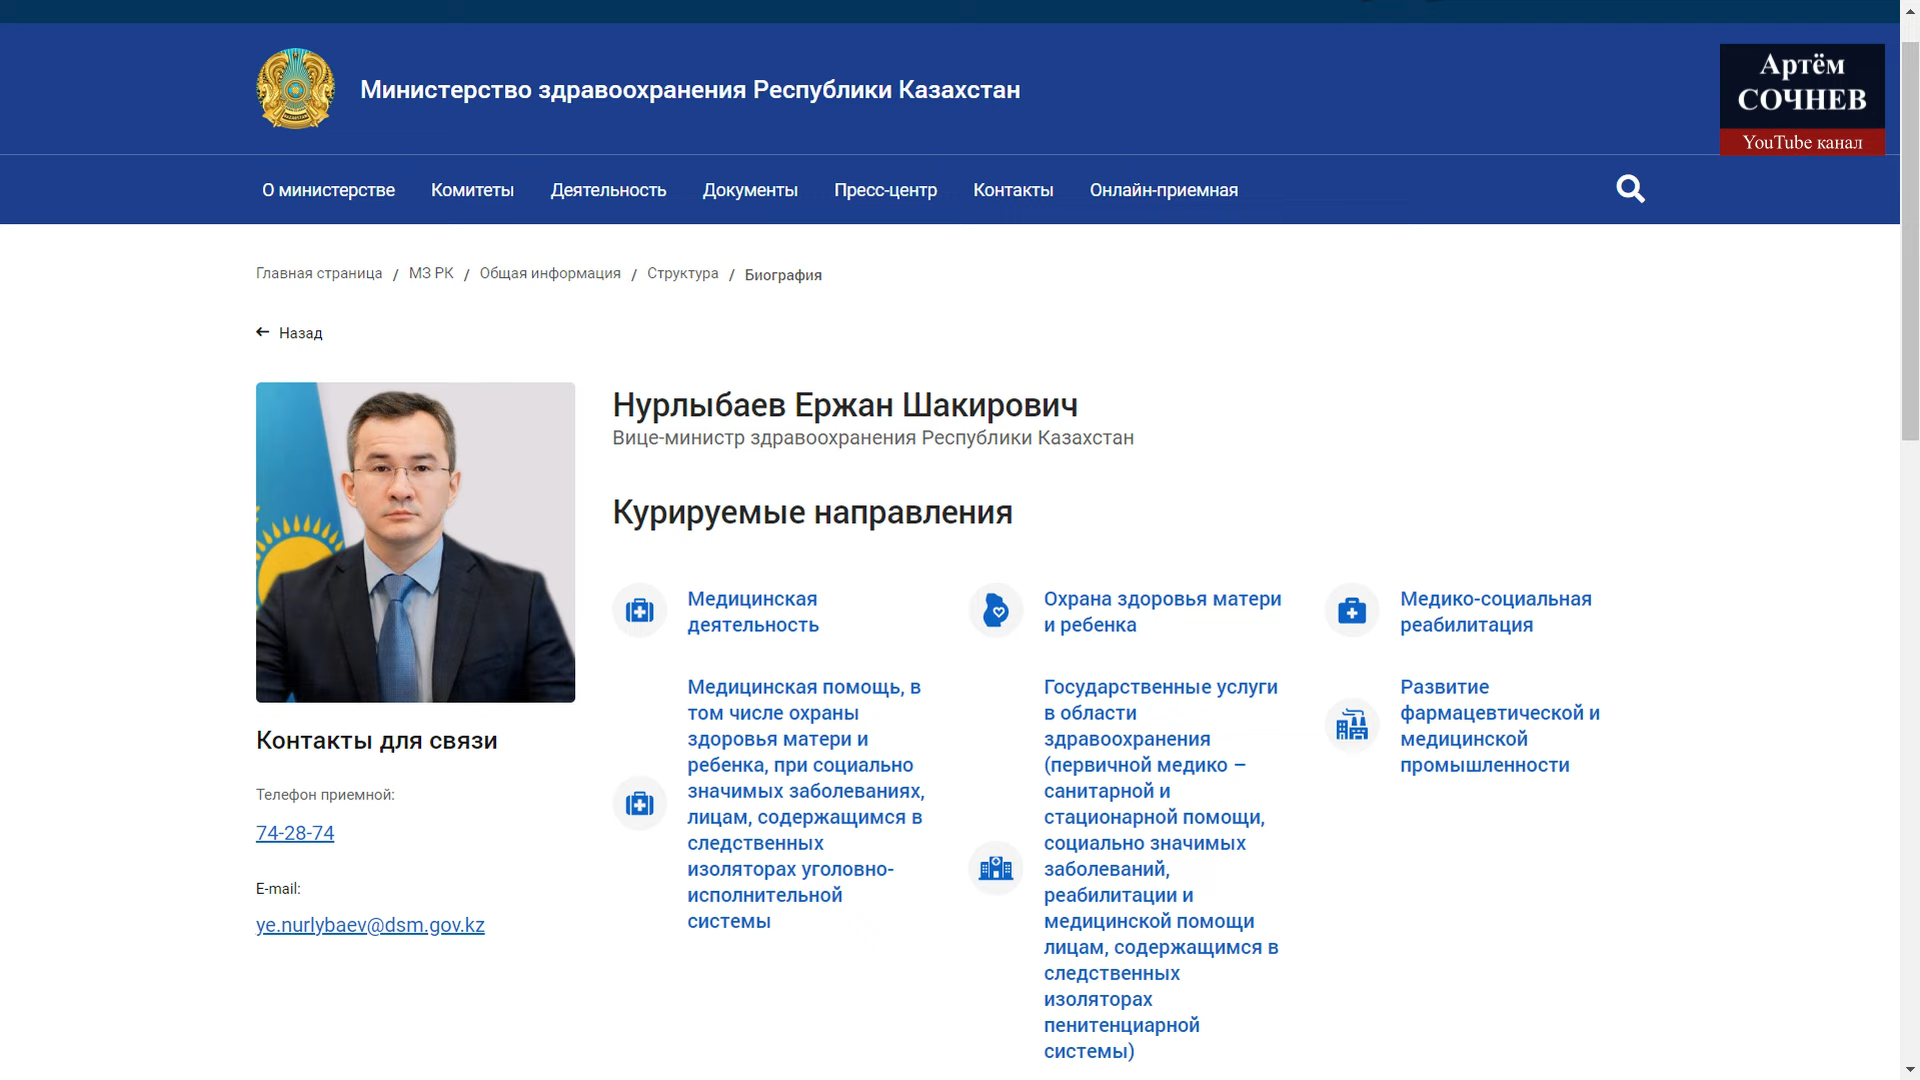 Министерство здравоохранения Республики Казахстан
Артём
СОЧНЕВ
YouTube канал
О министерстве
Комитеты
Деятельность
Документы
Пресс-центр
Контакты
Онлайн-приемная
Главная страница / МЗ РК / Общая информация / Структура / Биография
← Назад
Нурлыбаев Ержан Шакирович
Вице-министр здравоохранения Республики Казахстан
Курируемые направления
Медицинская
деятельность
Охрана здоровья матери
и ребенка
Медико-социальная
реабилитация
Медицинская помощь, в
том числе охраны
здоровья матери и
ребенка, при социально
значимых заболеваниях,
лицам, содержащимся в
следственных
изоляторах уголовно-
исполнительной
системы
Государственные услуги
в области
здравоохранения
(первичной медико –
санитарной и
стационарной помощи,
социально значимых
заболеваний,
реабилитации и
медицинской помощи
лицам, содержащимся в
следственных
изоляторах
пенитенциарной
системы)
Развитие
фармацевтической и
медицинской
промышленности
Контакты для связи
Телефон приемной:
74-28-74
E-mail:
ye.nurlybaev@dsm.gov.kz